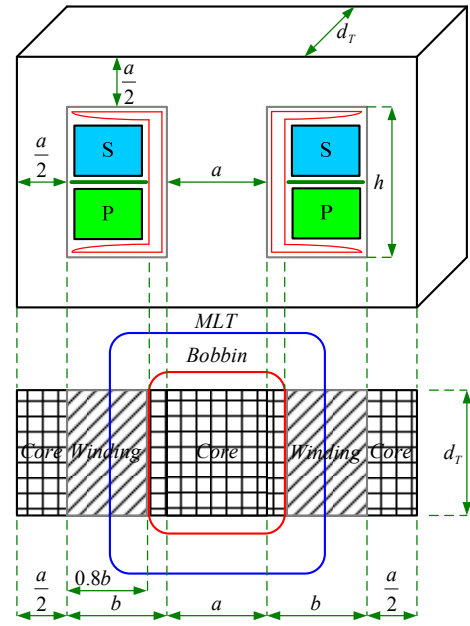 d_T
a/2
a/2
S
S
a
h
P
P
MLT
Bobbin
Core Winding Core Winding Core
d_T
a/2
0.8b
b
a
b
a/2